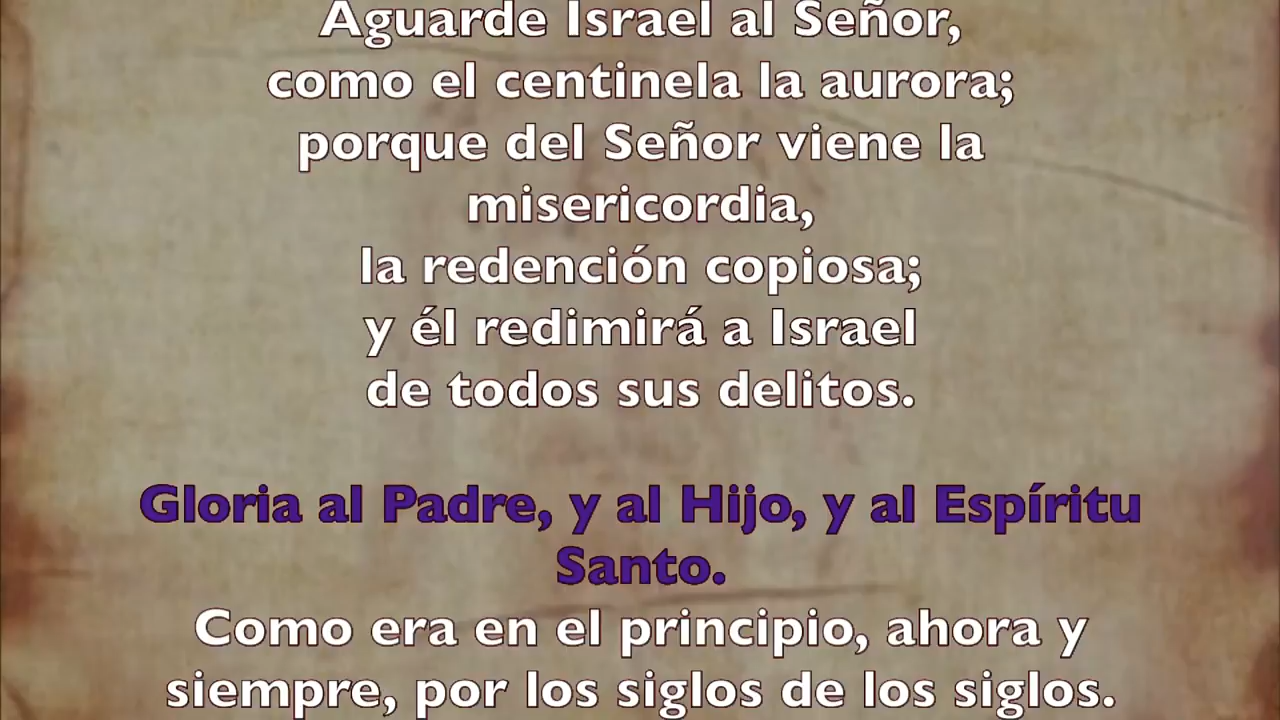 Aguarde Israel al Señor,
como el centinela la aurora;
porque del Señor viene la
misericordia,
la redención copiosa;
y él redimirá a Israel
de todos sus delitos.
Gloria al Padre, y al Hijo, y al Espíritu
Santo.
Como era en el principio, ahora y
siempre, por los siglos de los siglos.